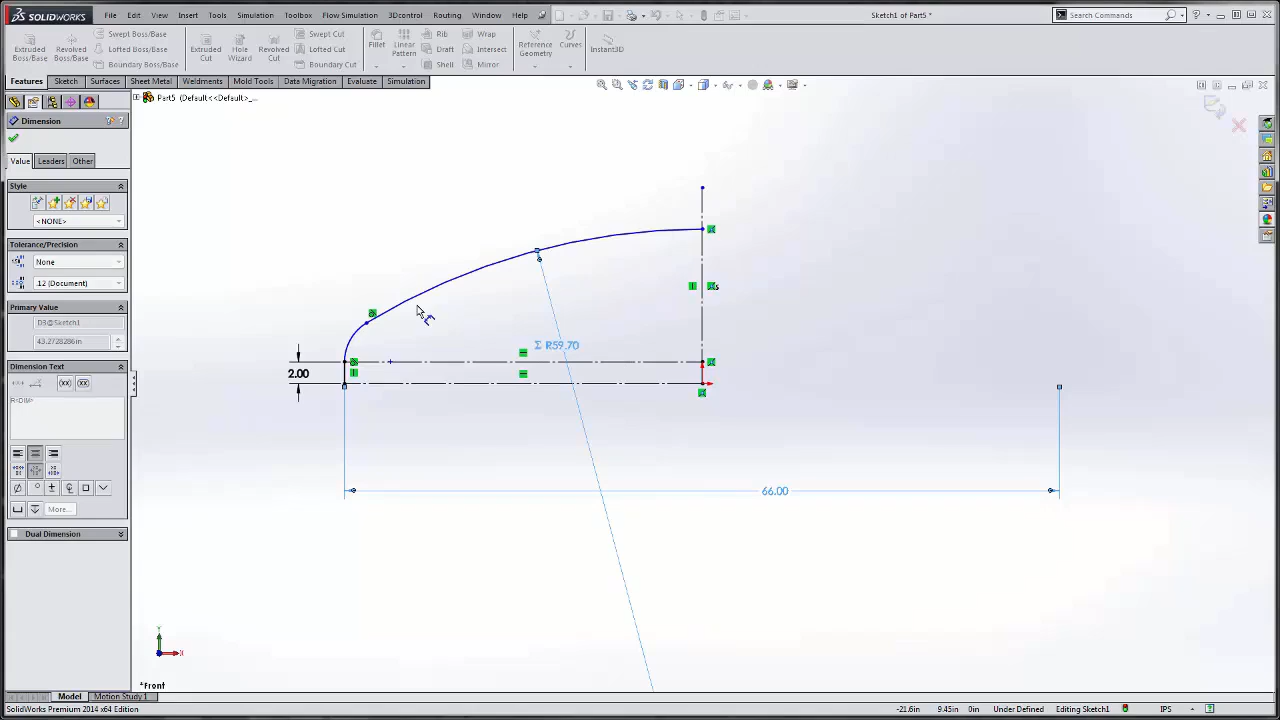 SOLIDWORKS File Edit View Insert Tools Simulation Toolbox Flow Simulation 3Dcontrol Routing Window Help Sketch1 of Part5 * Search Commands
Extruded Boss/Base Revolved Boss/Base Swept Boss/Base Lofted Boss/Base Boundary Boss/Base Extruded Cut Hole Wizard Revolved Cut Swept Cut Lofted Cut Boundary Cut Fillet Linear Pattern Rib Draft Shell Wrap Intersect Mirror Reference Geometry Curves Instant3D
Features Sketch Surfaces Sheet Metal Weldments Mold Tools Data Migration Evaluate Simulation
Part5 (Default<<Default>_...
Dimension
Value Leaders Other
Style
<NONE>
Tolerance/Precision
None
.12 (Document)
Primary Value
D3@Sketch1
43.2728286in
Dimension Text
(xx) (xx)
R<DIM>
More...
Dual Dimension
Σ R59.70
2.00
66.00
Y
X
*Front
Model Motion Study 1
SolidWorks Premium 2014 x64 Edition -21.6in 9.45in 0in Under Defined Editing Sketch1 IPS